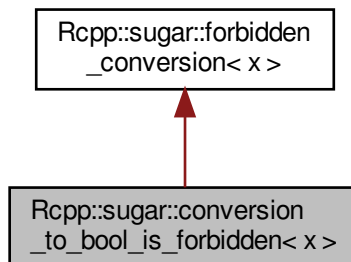 Rcpp::sugar::forbidden
_conversion< x >
Rcpp::sugar::conversion
_to_bool_is_forbidden< x >